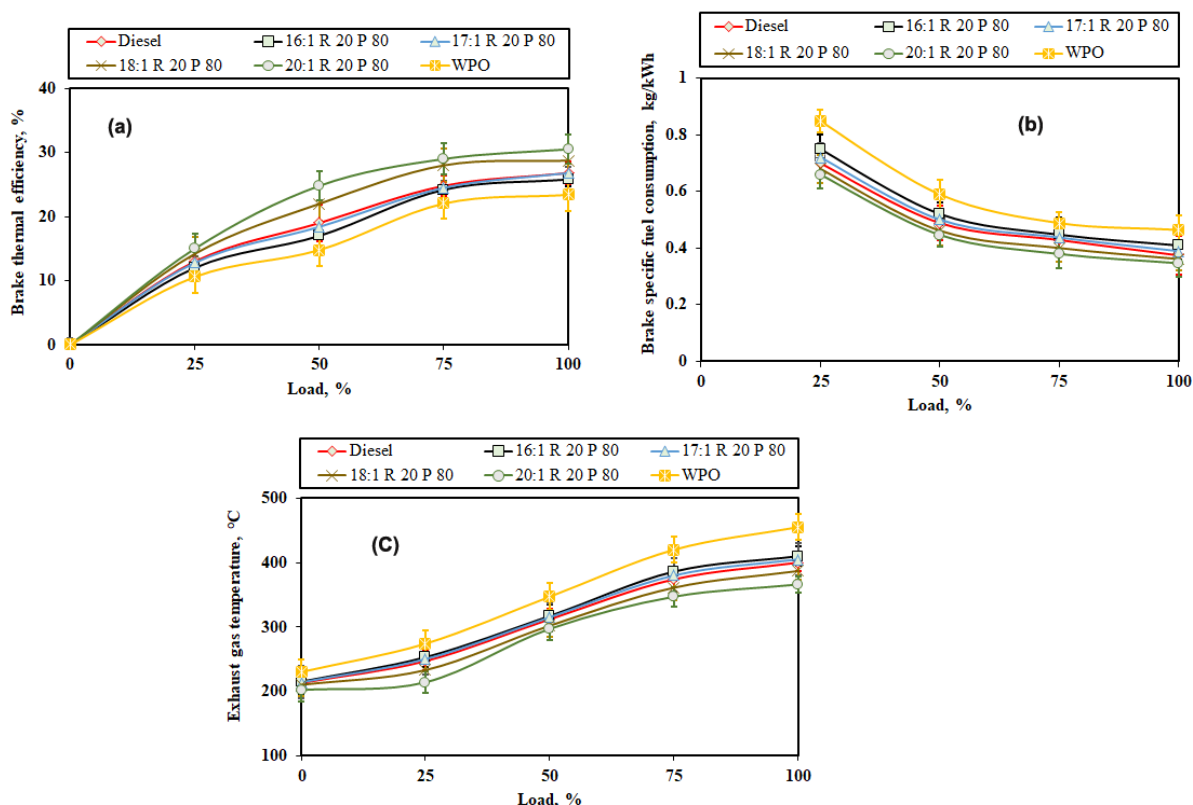 Diesel 16:1 R 20 P 80 17:1 R 20 P 80
18:1 R 20 P 80 20:1 R 20 P 80 WPO
(a)
Brake thermal efficiency, %
40
30
20
10
0
0 25 50 75 100
Load, %
Diesel 16:1 R 20 P 80 17:1 R 20 P 80
18:1 R 20 P 80 20:1 R 20 P 80 WPO
(b)
Brake specific fuel consumption, kg/kWh
1
0.8
0.6
0.4
0.2
0
0 25 50 75 100
Load, %
Diesel 16:1 R 20 P 80 17:1 R 20 P 80
18:1 R 20 P 80 20:1 R 20 P 80 WPO
(C)
Exhaust gas temperature, °C
500
400
300
200
100
0 25 50 75 100
Load, %